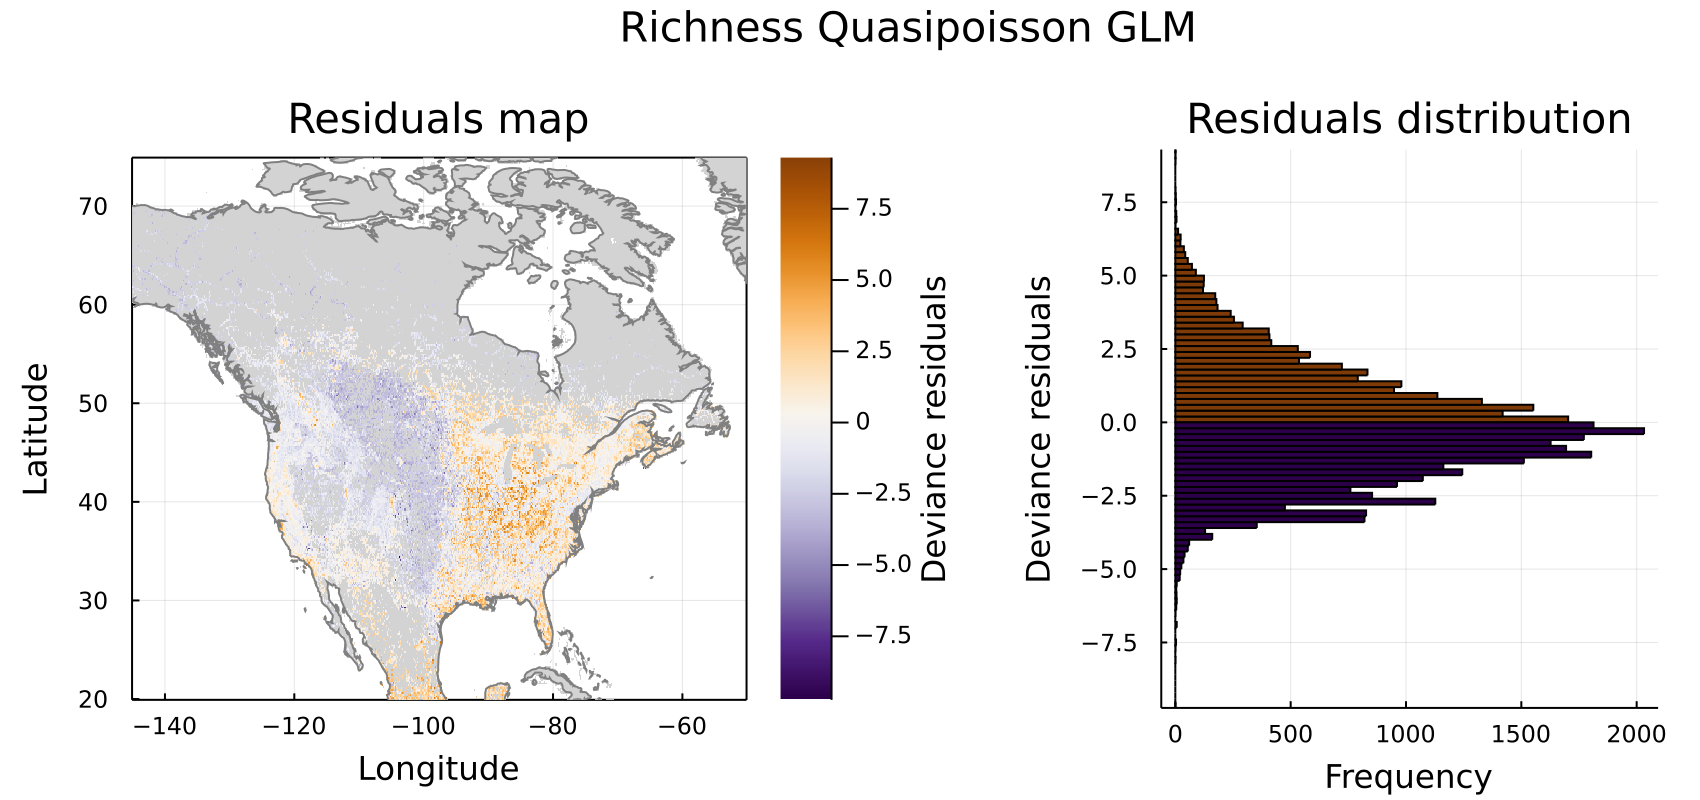 Richness Quasipoisson GLM
Residuals map
70
60
50
40
30
20
−140 −120 −100 −80 −60
Longitude
Latitude
7.5
5.0
2.5
0
−2.5
−5.0
−7.5
Deviance residuals
Residuals distribution
Deviance residuals
7.5
5.0
2.5
0.0
−2.5
−5.0
−7.5
0 500 1000 1500 2000
Frequency